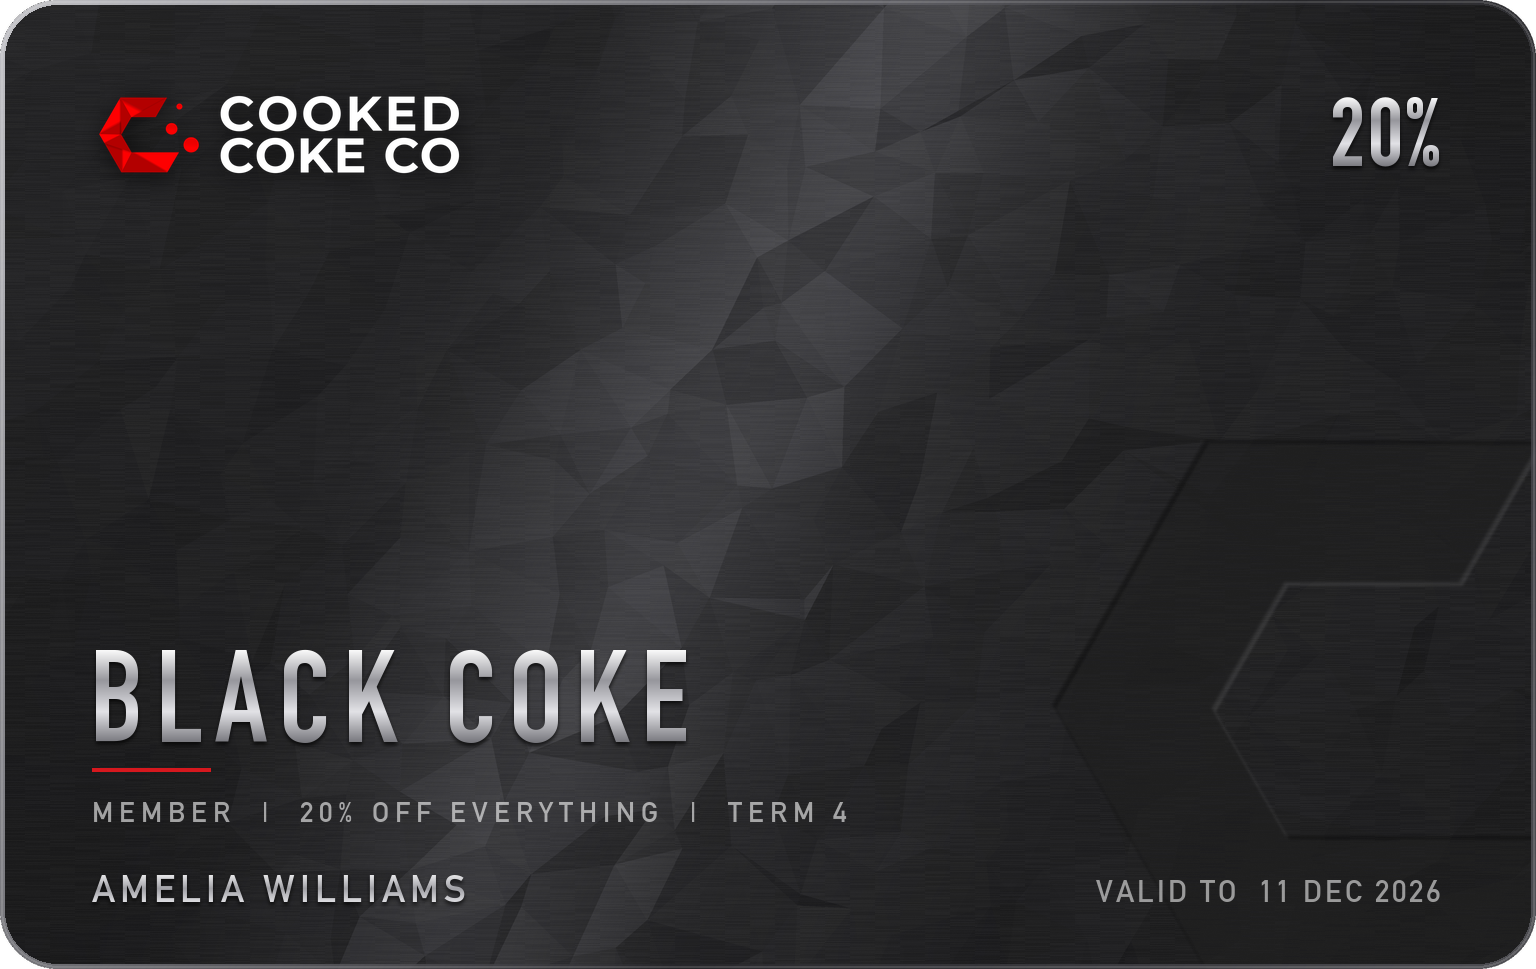 COOKED
COKE CO
20%
BLACK COKE
MEMBER | 20% OFF EVERYTHING | TERM 4
AMELIA WILLIAMS
VALID TO 11 DEC 2026